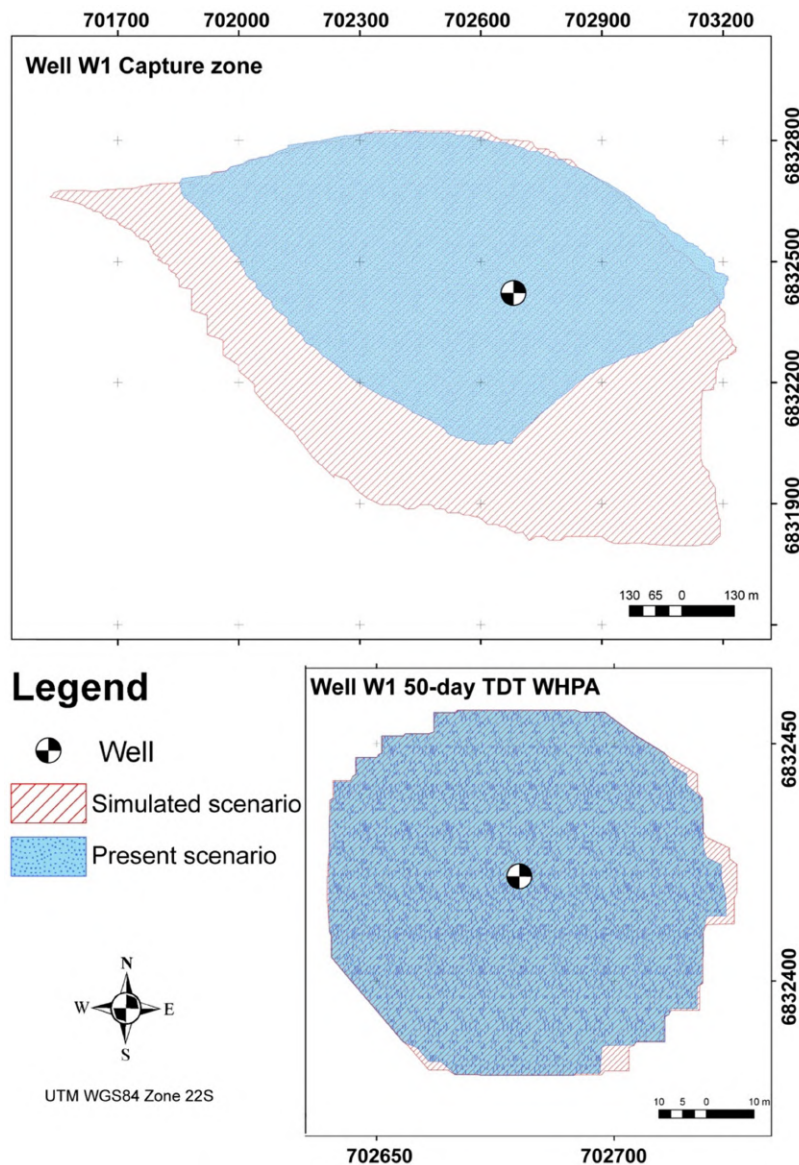 701700 702000 702300 702600 702900 703200
Well W1 Capture zone
6832800
6832500
6832200
6831900
130 65 0 130 m
Legend
Well
Simulated scenario
Present scenario
N
W E
S
UTM WGS84 Zone 22S
Well W1 50-day TDT WHPA
6832450
6832400
10 5 0 10 m
702650 702700